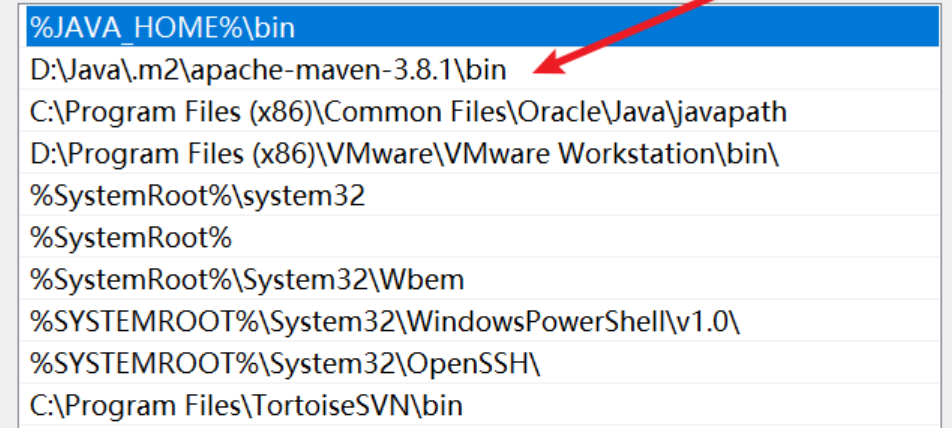 %JAVA_HOME%\bin
D:\Java\.m2\apache-maven-3.8.1\bin
C:\Program Files (x86)\Common Files\Oracle\Java\javapath
D:\Program Files (x86)\VMware\VMware Workstation\bin\
%SystemRoot%\system32
%SystemRoot%
%SystemRoot%\System32\Wbem
%SYSTEMROOT%\System32\WindowsPowerShell\v1.0\
%SYSTEMROOT%\System32\OpenSSH\
C:\Program Files\TortoiseSVN\bin